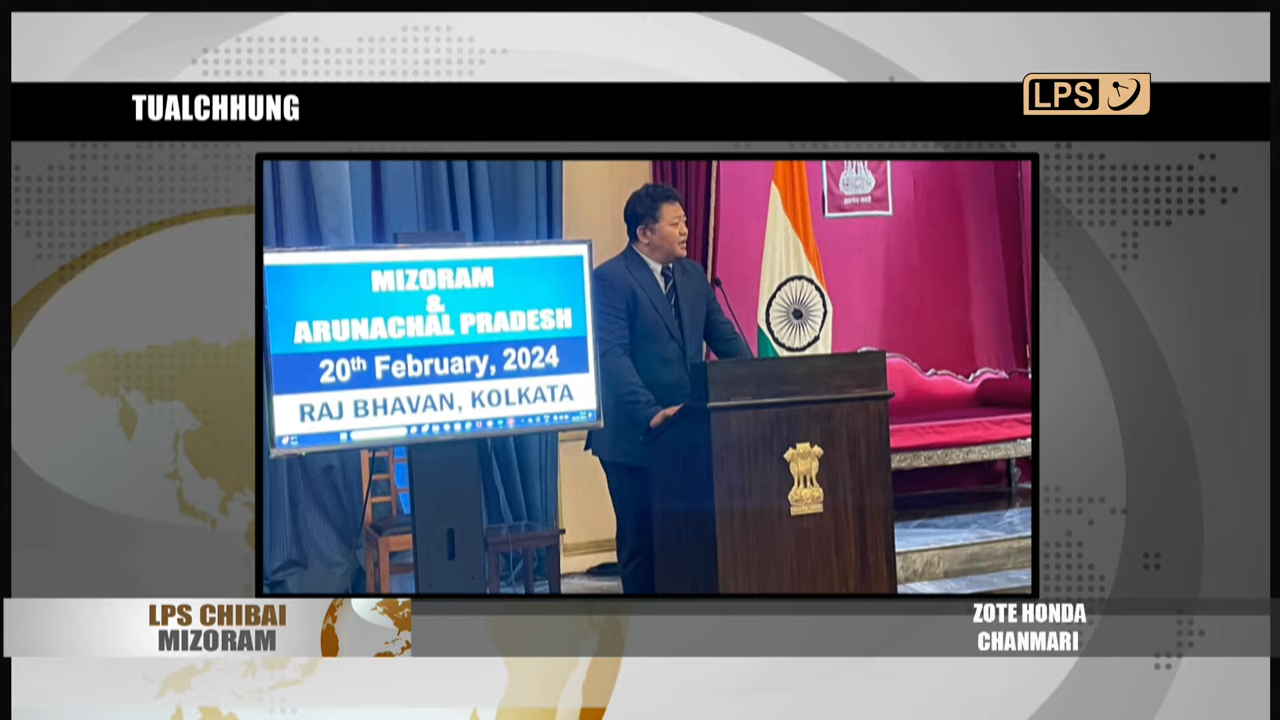 TUALCHHUNG
LPS
MIZORAM
&
ARUNACHAL PRADESH
20th February, 2024
RAJ BHAVAN, KOLKATA
LPS CHIBAI
MIZORAM
ZOTE HONDA
CHANMARI